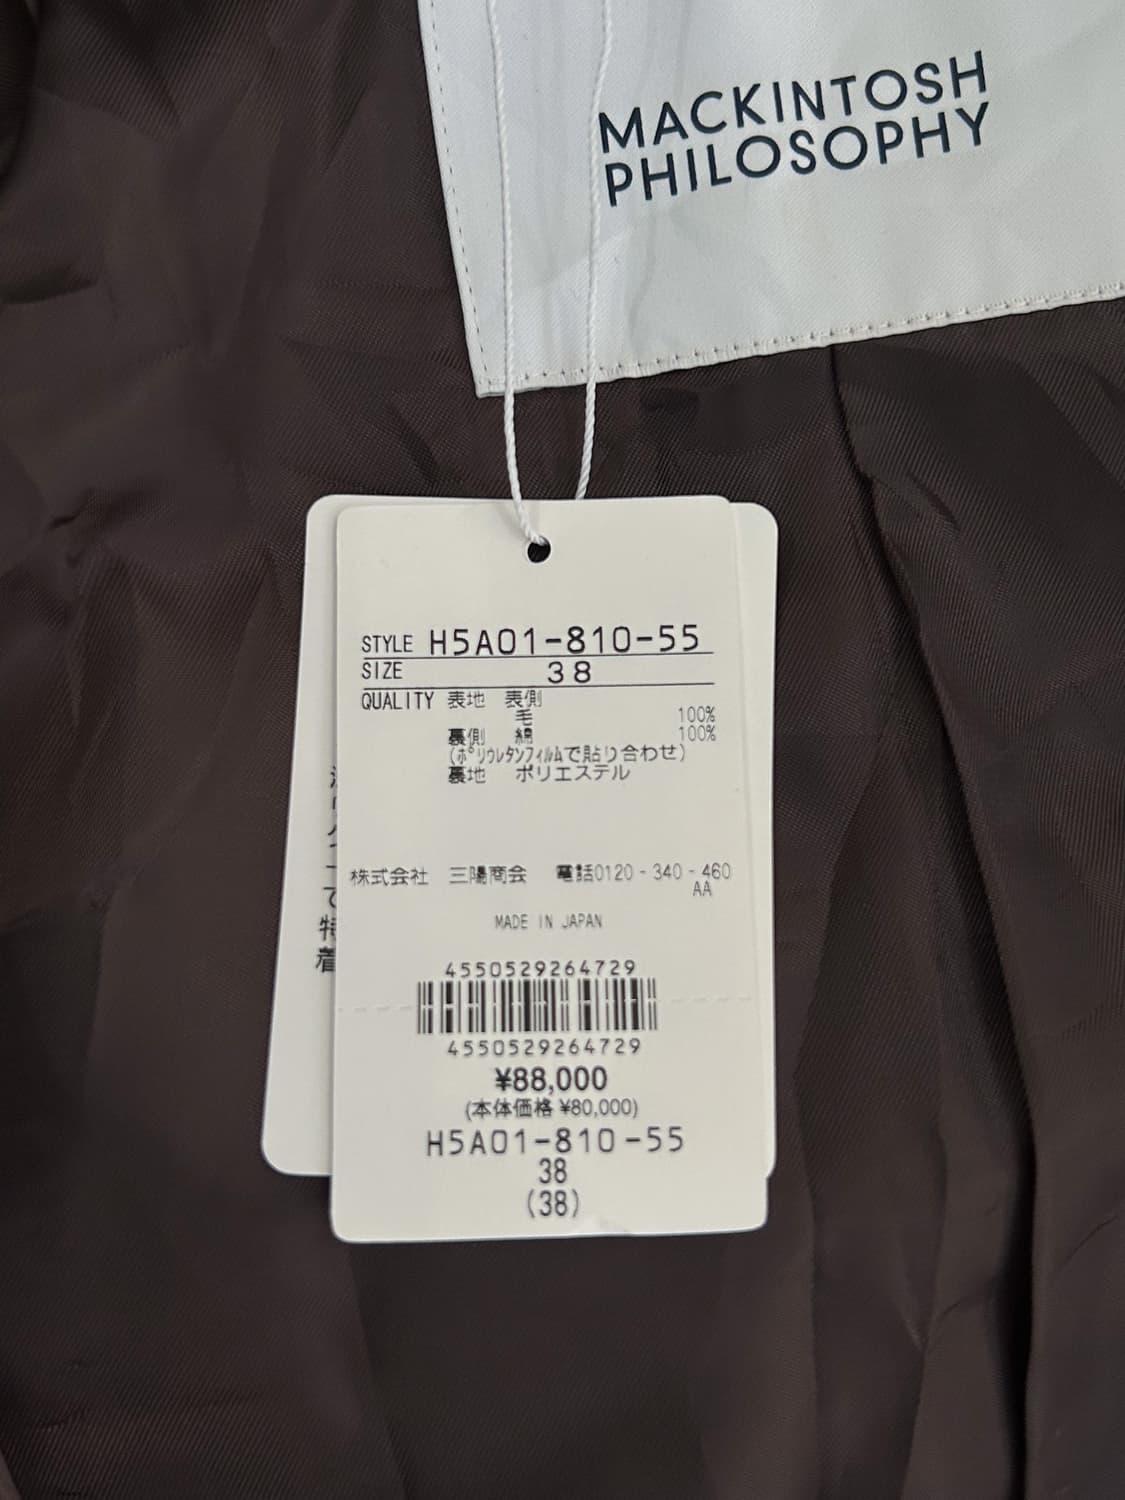 MACKINTOSH
PHILOSOPHY
STYLE H5A01-810-55
SIZE 38
QUALITY 表地 表側
毛 100%
裏側 綿 100%
(ﾎﾟﾘｳﾚﾀﾝﾌｨﾙﾑで貼り合わせ)
裏地 ポリエステル
株式会社 三陽商会 電話0120-340-460
AA
MADE IN JAPAN
4550529264729
4550529264729
¥88,000
(本体価格 ¥80,000)
H5A01-810-55
38
(38)
て
特
着